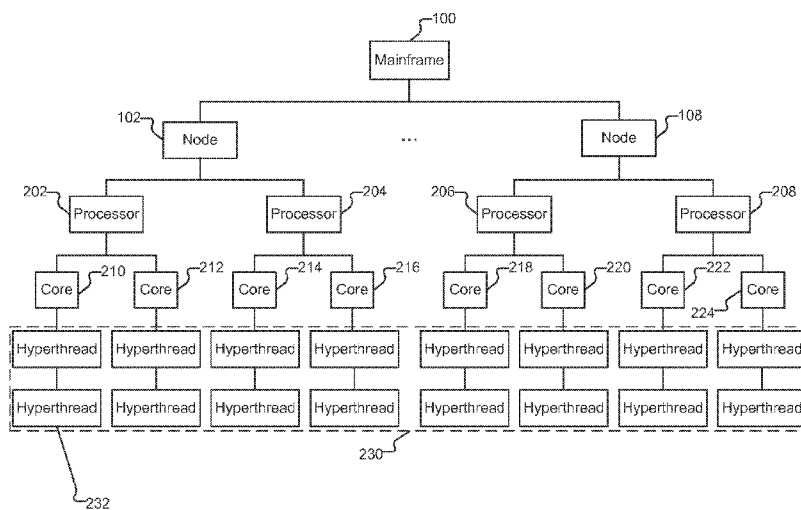 100
Mainframe
102
Node
...
Node
108
202
Processor
Processor
204
206
Processor
Processor
208
Core
210
Core
212
Core
214
Core
216
Core
218
Core
220
Core
222
224
Core
Hyperthread Hyperthread Hyperthread Hyperthread Hyperthread Hyperthread Hyperthread Hyperthread
Hyperthread Hyperthread Hyperthread Hyperthread Hyperthread Hyperthread Hyperthread Hyperthread
230
232